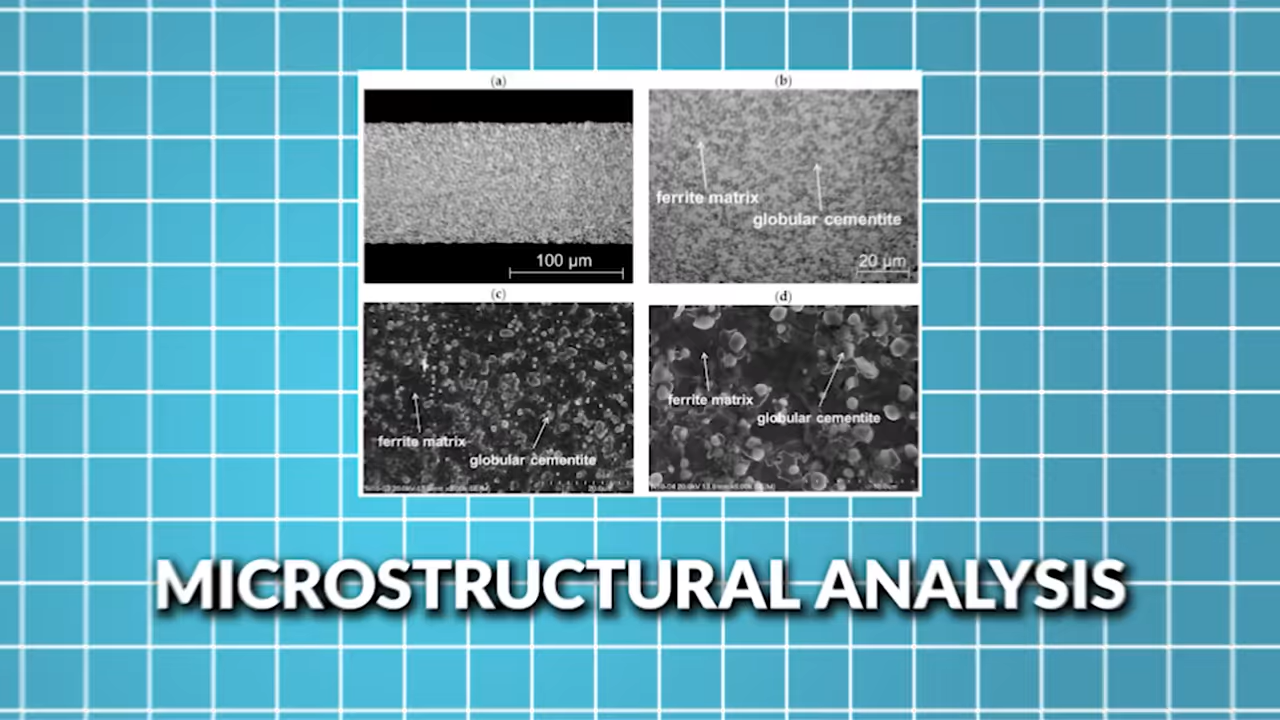 (a)
(b)
100 µm
ferrite matrix
globular cementite
20 µm
(c)
(d)
ferrite matrix
globular cementite
ferrite matrix
globular cementite
MICROSTRUCTURAL ANALYSIS